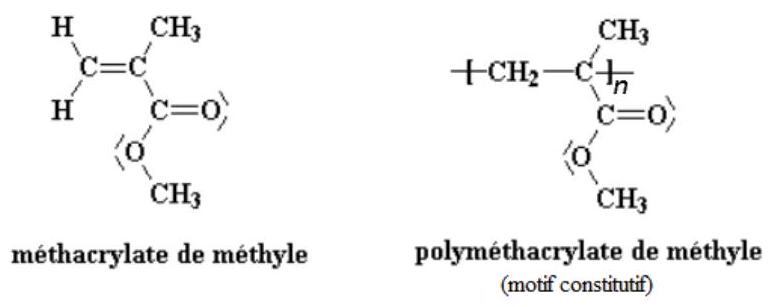 H CH₃ CH₃
C=C CH₂—C n
H C=O C=O
O O
CH₃ CH₃
méthacrylate de méthyle polyméthacrylate de méthyle
(motif constitutif)